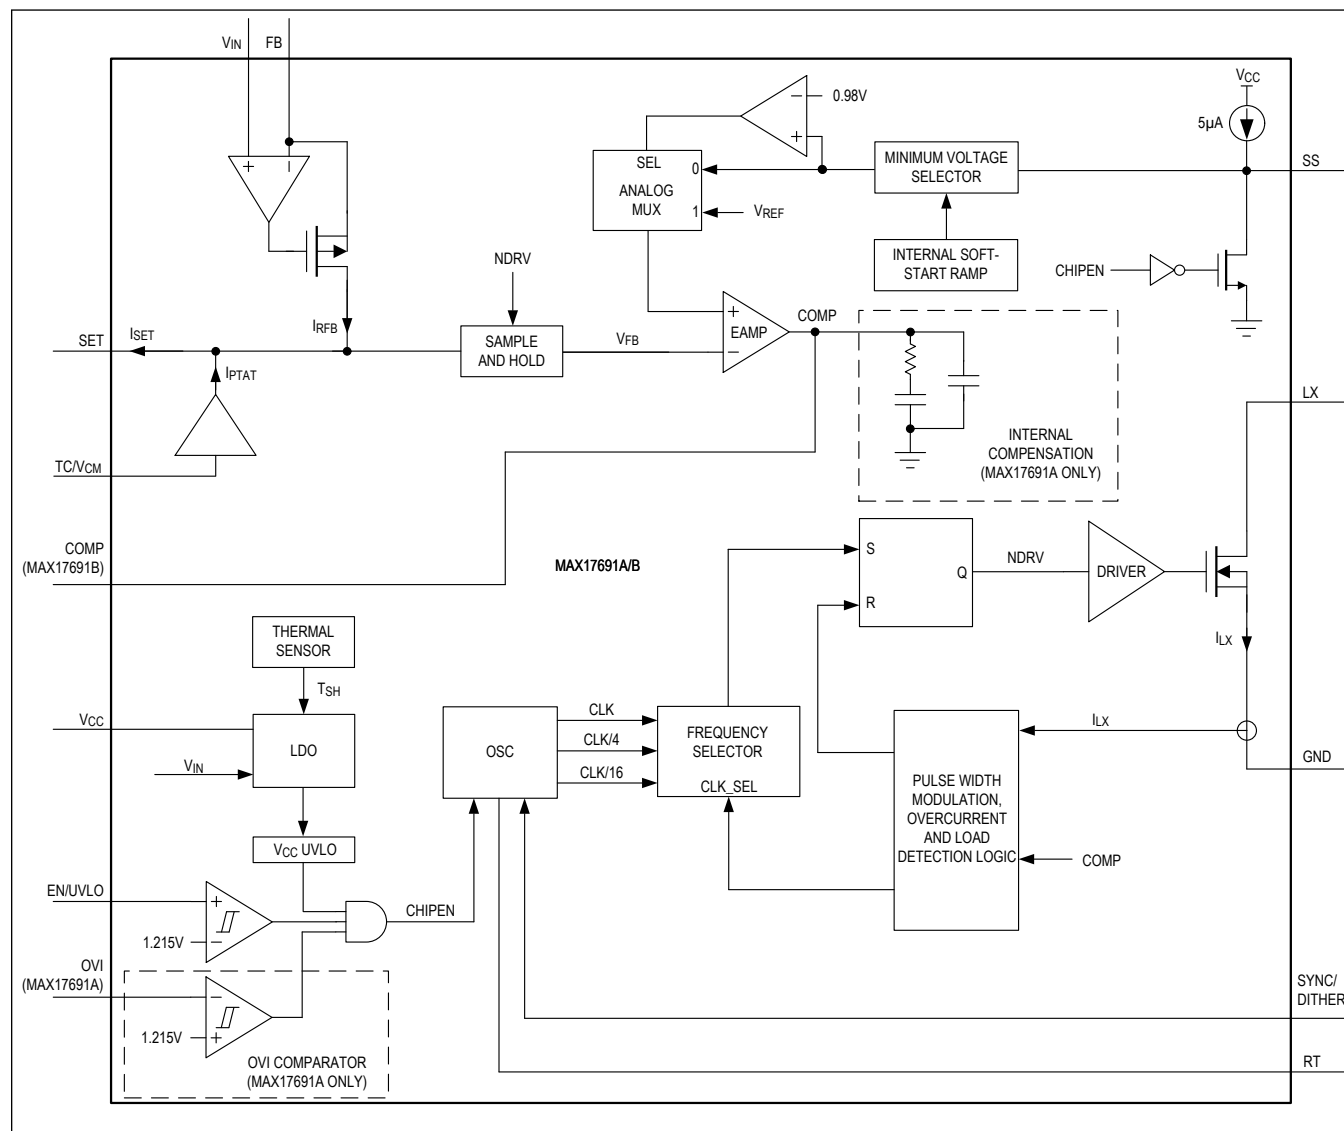 VIN FB
VCC
0.98V
5µA
SS
SEL
ANALOG
MUX
0
1
VREF
MINIMUM VOLTAGE
SELECTOR
INTERNAL SOFT-
START RAMP
CHIPEN
NDRV
SET
ISET
IRFB
IPTAT
SAMPLE
AND HOLD
VFB
EAMP
COMP
TC/VCM
INTERNAL
COMPENSATION
(MAX17691A ONLY)
LX
COMP
(MAX17691B)
MAX17691A/B
S
R
Q
NDRV
DRIVER
ILX
THERMAL
SENSOR
TSH
VCC
LDO
VIN
VCC UVLO
OSC
CLK
CLK/4
CLK/16
FREQUENCY
SELECTOR
CLK_SEL
ILX
GND
PULSE WIDTH
MODULATION,
OVERCURRENT
AND LOAD
DETECTION LOGIC
COMP
EN/UVLO
1.215V
CHIPEN
OVI
(MAX17691A)
1.215V
OVI COMPARATOR
(MAX17691A ONLY)
SYNC/
DITHER
RT